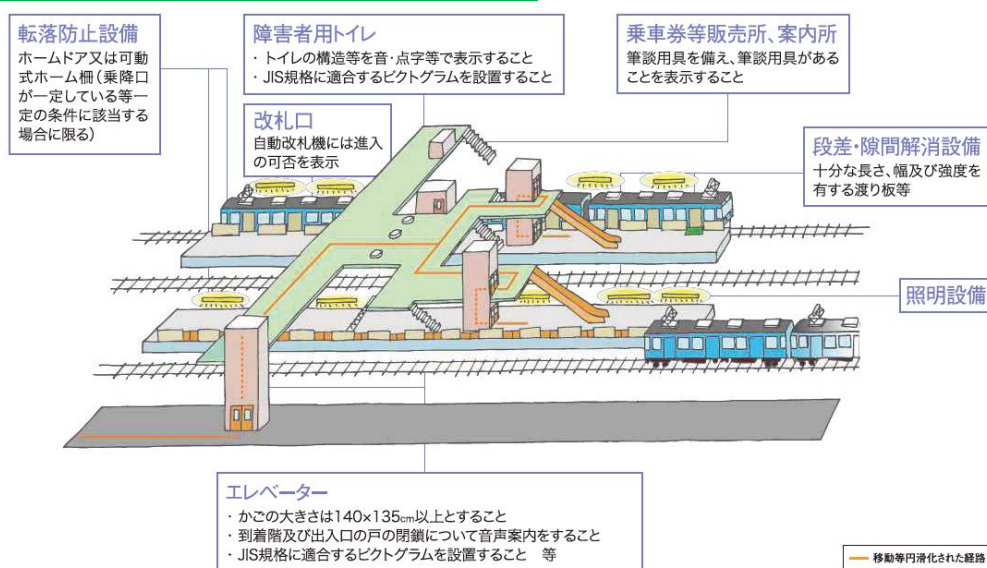 転落防止設備
ホームドア又は可動
式ホーム柵(乗降口
が一定している等一
定の条件に該当する
場合に限る)
障害者用トイレ
・ トイレの構造等を音・点字等で表示すること
・ JIS規格に適合するピクトグラムを設置すること
乗車券等販売所、案内所
筆談用具を備え、筆談用具がある
ことを表示すること
改札口
自動改札機には進入
の可否を表示
段差・隙間解消設備
十分な長さ、幅及び強度を
有する渡り板等
照明設備
エレベーター
・ かごの大きさは140×135cm以上とすること
・ 到着階及び出入口の戸の閉鎖について音声案内をすること
・ JIS規格に適合するピクトグラムを設置すること 等
移動等円滑化された経路